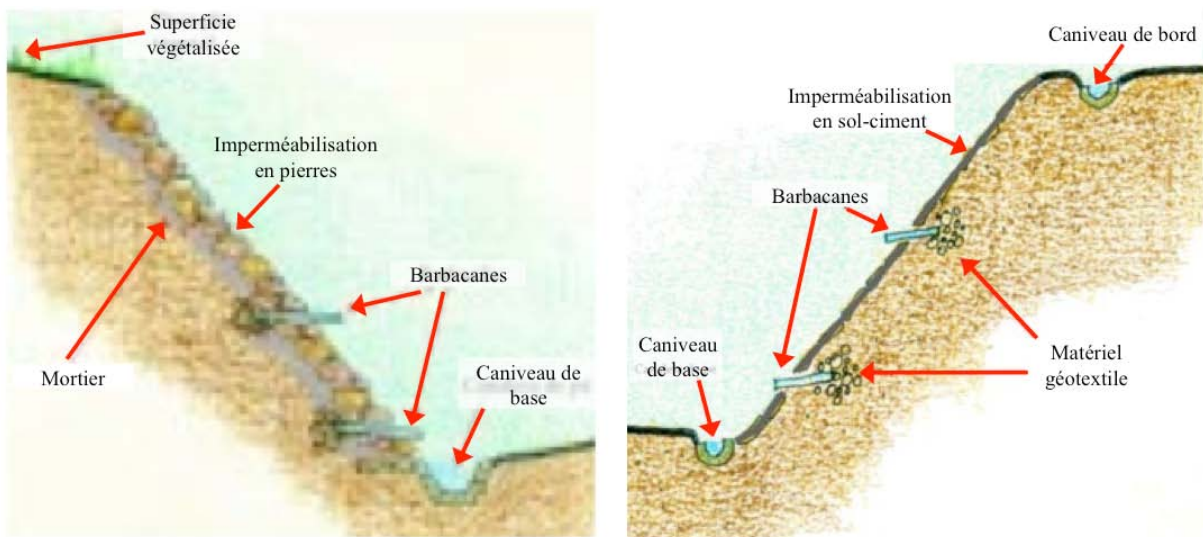 Superficie
végétalisée
Imperméabilisation
en pierres
Barbacanes
Mortier
Caniveau de
base
Caniveau de bord
Imperméabilisation
en sol-ciment
Barbacanes
Caniveau
de base
Matériel
géotextile